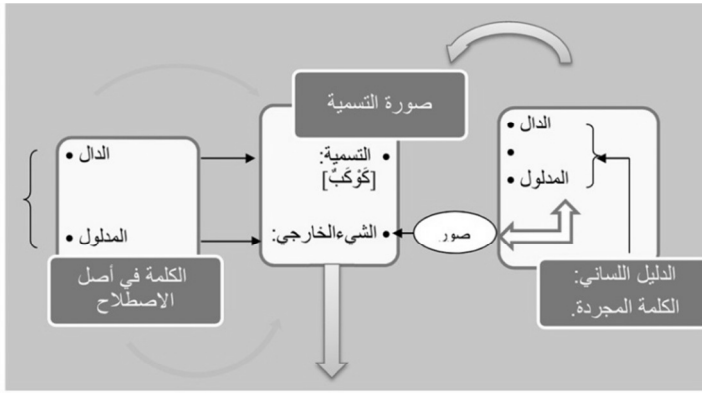 صورة التسمية
• الدال
•
• المدلول
• التسمية:
[كَوْكَبٌ]
• الدال
صور
• الشيءالخارجي:
• المدلول
الدليل اللساني:
الكلمة المجردة.
الكلمة في أصل
الاصطلاح